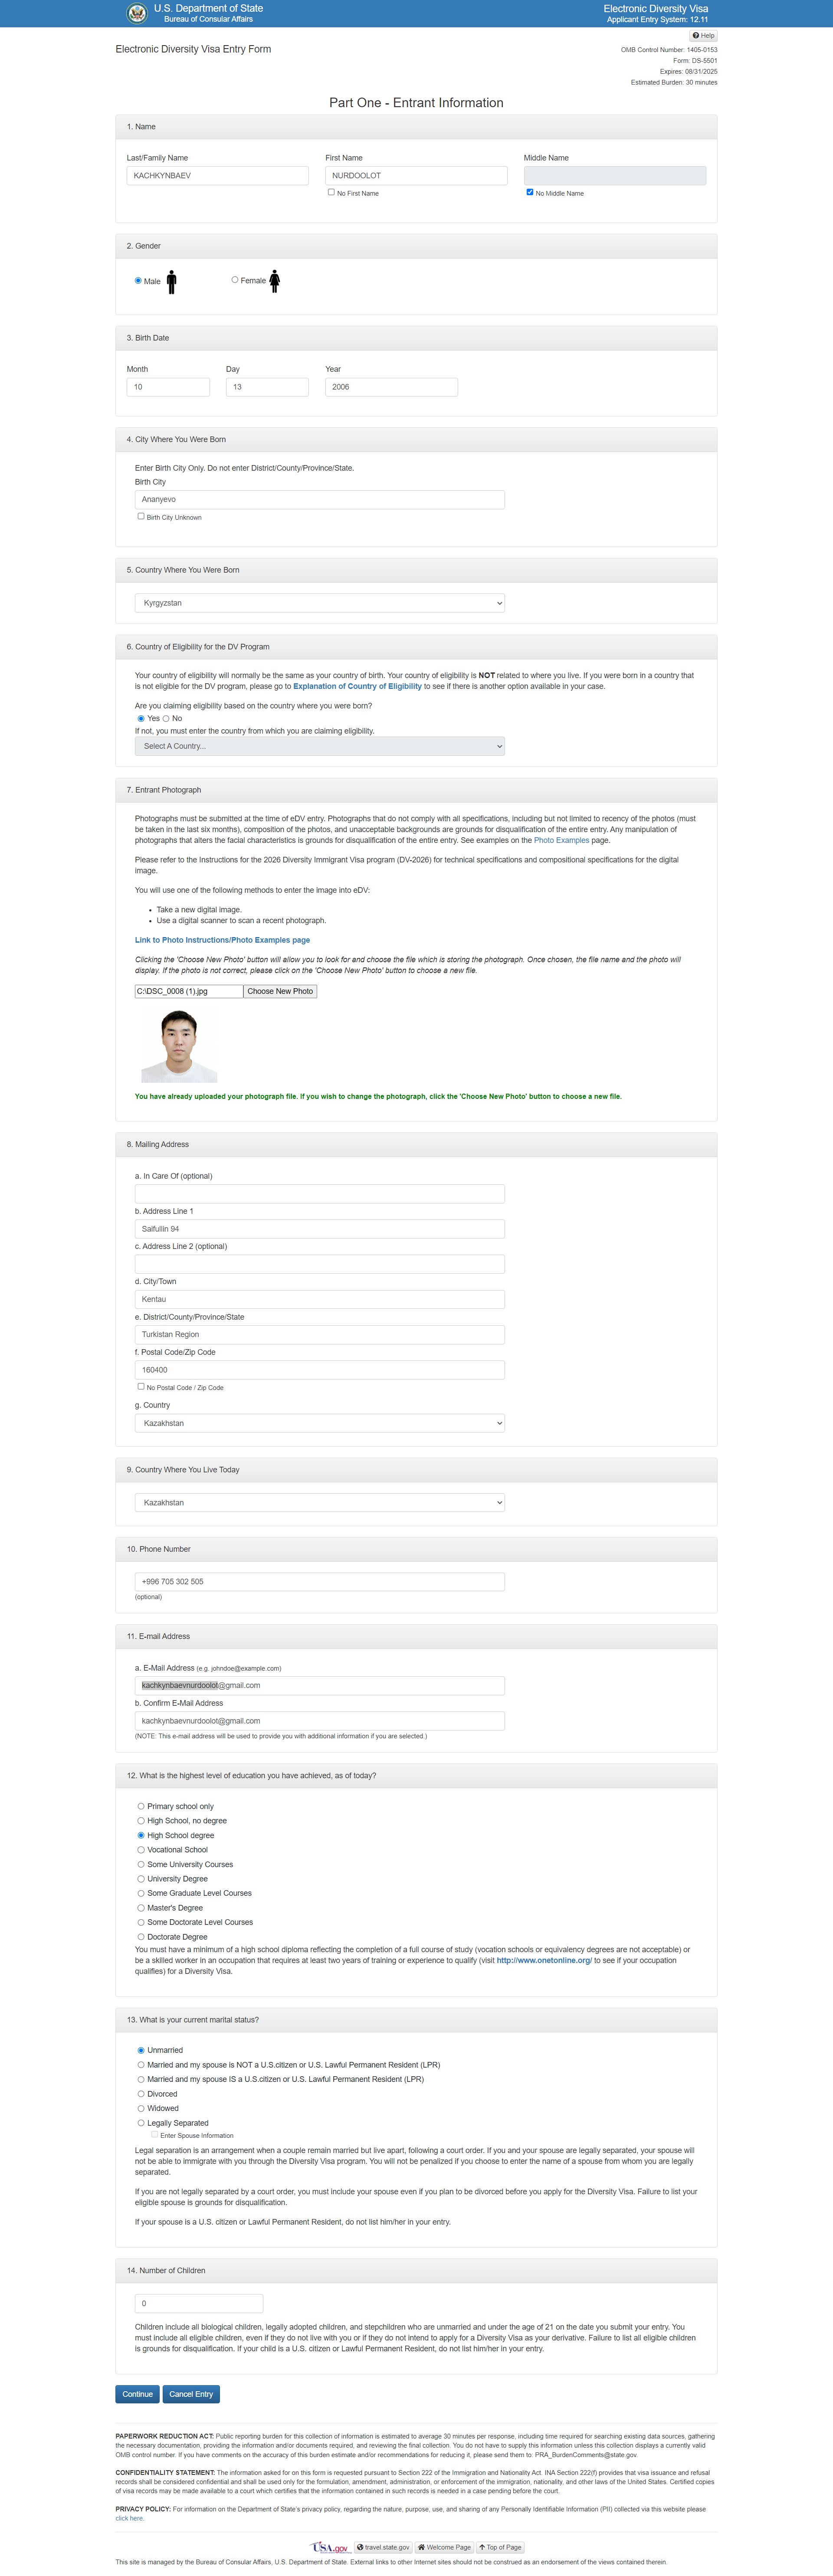 U.S. Department of State
Bureau of Consular Affairs
Electronic Diversity Visa
Applicant Entry System: 12.11
Help
Electronic Diversity Visa Entry Form
OMB Control Number: 1405-0153
Form: DS-5501
Expires: 08/31/2025
Estimated Burden: 30 minutes
Part One - Entrant Information
1. Name
Last/Family Name
First Name
Middle Name
KACHKYNBAEV
NURDOOLOT
No First Name
No Middle Name
2. Gender
Male
Female
3. Birth Date
Month
Day
Year
10
13
2006
4. City Where You Were Born
Enter Birth City Only. Do not enter District/County/Province/State.
Birth City
Ananyevo
Birth City Unknown
5. Country Where You Were Born
Kyrgyzstan
6. Country of Eligibility for the DV Program
Your country of eligibility will normally be the same as your country of birth. Your country of eligibility is NOT related to where you live. If you were born in a country that
is not eligible for the DV program, please go to Explanation of Country of Eligibility to see if there is another option available in your case.
Are you claiming eligibility based on the country where you were born?
Yes No
If not, you must enter the country from which you are claiming eligibility.
Select A Country...
7. Entrant Photograph
Photographs must be submitted at the time of eDV entry. Photographs that do not comply with all specifications, including but not limited to recency of the photos (must
be taken in the last six months), composition of the photos, and unacceptable backgrounds are grounds for disqualification of the entire entry. Any manipulation of
photographs that alters the facial characteristics is grounds for disqualification of the entire entry. See examples on the Photo Examples page.
Please refer to the Instructions for the 2026 Diversity Immigrant Visa program (DV-2026) for technical specifications and compositional specifications for the digital
image.
You will use one of the following methods to enter the image into eDV:
• Take a new digital image.
• Use a digital scanner to scan a recent photograph.
Link to Photo Instructions/Photo Examples page
Clicking the 'Choose New Photo' button will allow you to look for and choose the file which is storing the photograph. Once chosen, the file name and the photo will
display. If the photo is not correct, please click on the 'Choose New Photo' button to choose a new file.
C:\DSC_0008 (1).jpg
Choose New Photo
You have already uploaded your photograph file. If you wish to change the photograph, click the 'Choose New Photo' button to choose a new file.
8. Mailing Address
a. In Care Of (optional)
b. Address Line 1
Saifullin 94
c. Address Line 2 (optional)
d. City/Town
Kentau
e. District/County/Province/State
Turkistan Region
f. Postal Code/Zip Code
160400
No Postal Code / Zip Code
g. Country
Kazakhstan
9. Country Where You Live Today
Kazakhstan
10. Phone Number
+996 705 302 505
(optional)
11. E-mail Address
a. E-Mail Address (e.g. johndoe@example.com)
kachkynbaevnurdoolot@gmail.com
b. Confirm E-Mail Address
kachkynbaevnurdoolot@gmail.com
(NOTE: This e-mail address will be used to provide you with additional information if you are selected.)
12. What is the highest level of education you have achieved, as of today?
Primary school only
High School, no degree
High School degree
Vocational School
Some University Courses
University Degree
Some Graduate Level Courses
Master's Degree
Some Doctorate Level Courses
Doctorate Degree
You must have a minimum of a high school diploma reflecting the completion of a full course of study (vocation schools or equivalency degrees are not acceptable) or
be a skilled worker in an occupation that requires at least two years of training or experience to qualify (visit http://www.onetonline.org/ to see if your occupation
qualifies) for a Diversity Visa.
13. What is your current marital status?
Unmarried
Married and my spouse is NOT a U.S.citizen or U.S. Lawful Permanent Resident (LPR)
Married and my spouse IS a U.S.citizen or U.S. Lawful Permanent Resident (LPR)
Divorced
Widowed
Legally Separated
Enter Spouse Information
Legal separation is an arrangement when a couple remain married but live apart, following a court order. If you and your spouse are legally separated, your spouse will
not be able to immigrate with you through the Diversity Visa program. You will not be penalized if you choose to enter the name of a spouse from whom you are legally
separated.
If you are not legally separated by a court order, you must include your spouse even if you plan to be divorced before you apply for the Diversity Visa. Failure to list your
eligible spouse is grounds for disqualification.
If your spouse is a U.S. citizen or Lawful Permanent Resident, do not list him/her in your entry.
14. Number of Children
0
Children include all biological children, legally adopted children, and stepchildren who are unmarried and under the age of 21 on the date you submit your entry. You
must include all eligible children, even if they do not live with you or if they do not intend to apply for a Diversity Visa as your derivative. Failure to list all eligible children
is grounds for disqualification. If your child is a U.S. citizen or Lawful Permanent Resident, do not list him/her in your entry.
Continue
Cancel Entry
PAPERWORK REDUCTION ACT: Public reporting burden for this collection of information is estimated to average 30 minutes per response, including time required for searching existing data sources, gathering
the necessary documentation, providing the information and/or documents required, and reviewing the final collection. You do not have to supply this information unless this collection displays a currently valid
OMB control number. If you have comments on the accuracy of this burden estimate and/or recommendations for reducing it, please send them to: PRA_BurdenComments@state.gov.
CONFIDENTIALITY STATEMENT: The information asked for on this form is requested pursuant to Section 222 of the Immigration and Nationality Act. INA Section 222(f) provides that visa issuance and refusal
records shall be considered confidential and shall be used only for the formulation, amendment, administration, or enforcement of the immigration, nationality, and other laws of the United States. Certified copies
of visa records may be made available to a court which certifies that the information contained in such records is needed in a case pending before the court.
PRIVACY POLICY: For information on the Department of State's privacy policy, regarding the nature, purpose, use, and sharing of any Personally Identifiable Information (PII) collected via this website please
click here.
USA.gov
travel.state.gov
Welcome Page
Top of Page
This site is managed by the Bureau of Consular Affairs, U.S. Department of State. External links to other Internet sites should not be construed as an endorsement of the views contained therein.